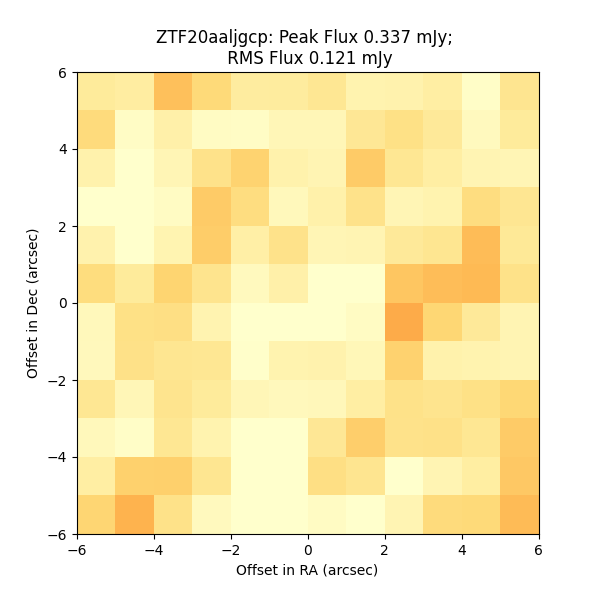 ZTF20aaljgcp: Peak Flux 0.337 mJy;
RMS Flux 0.121 mJy
6
4
2
0
−2
−4
−6
Offset in Dec (arcsec)
−6 −4 −2 0 2 4 6
Offset in RA (arcsec)